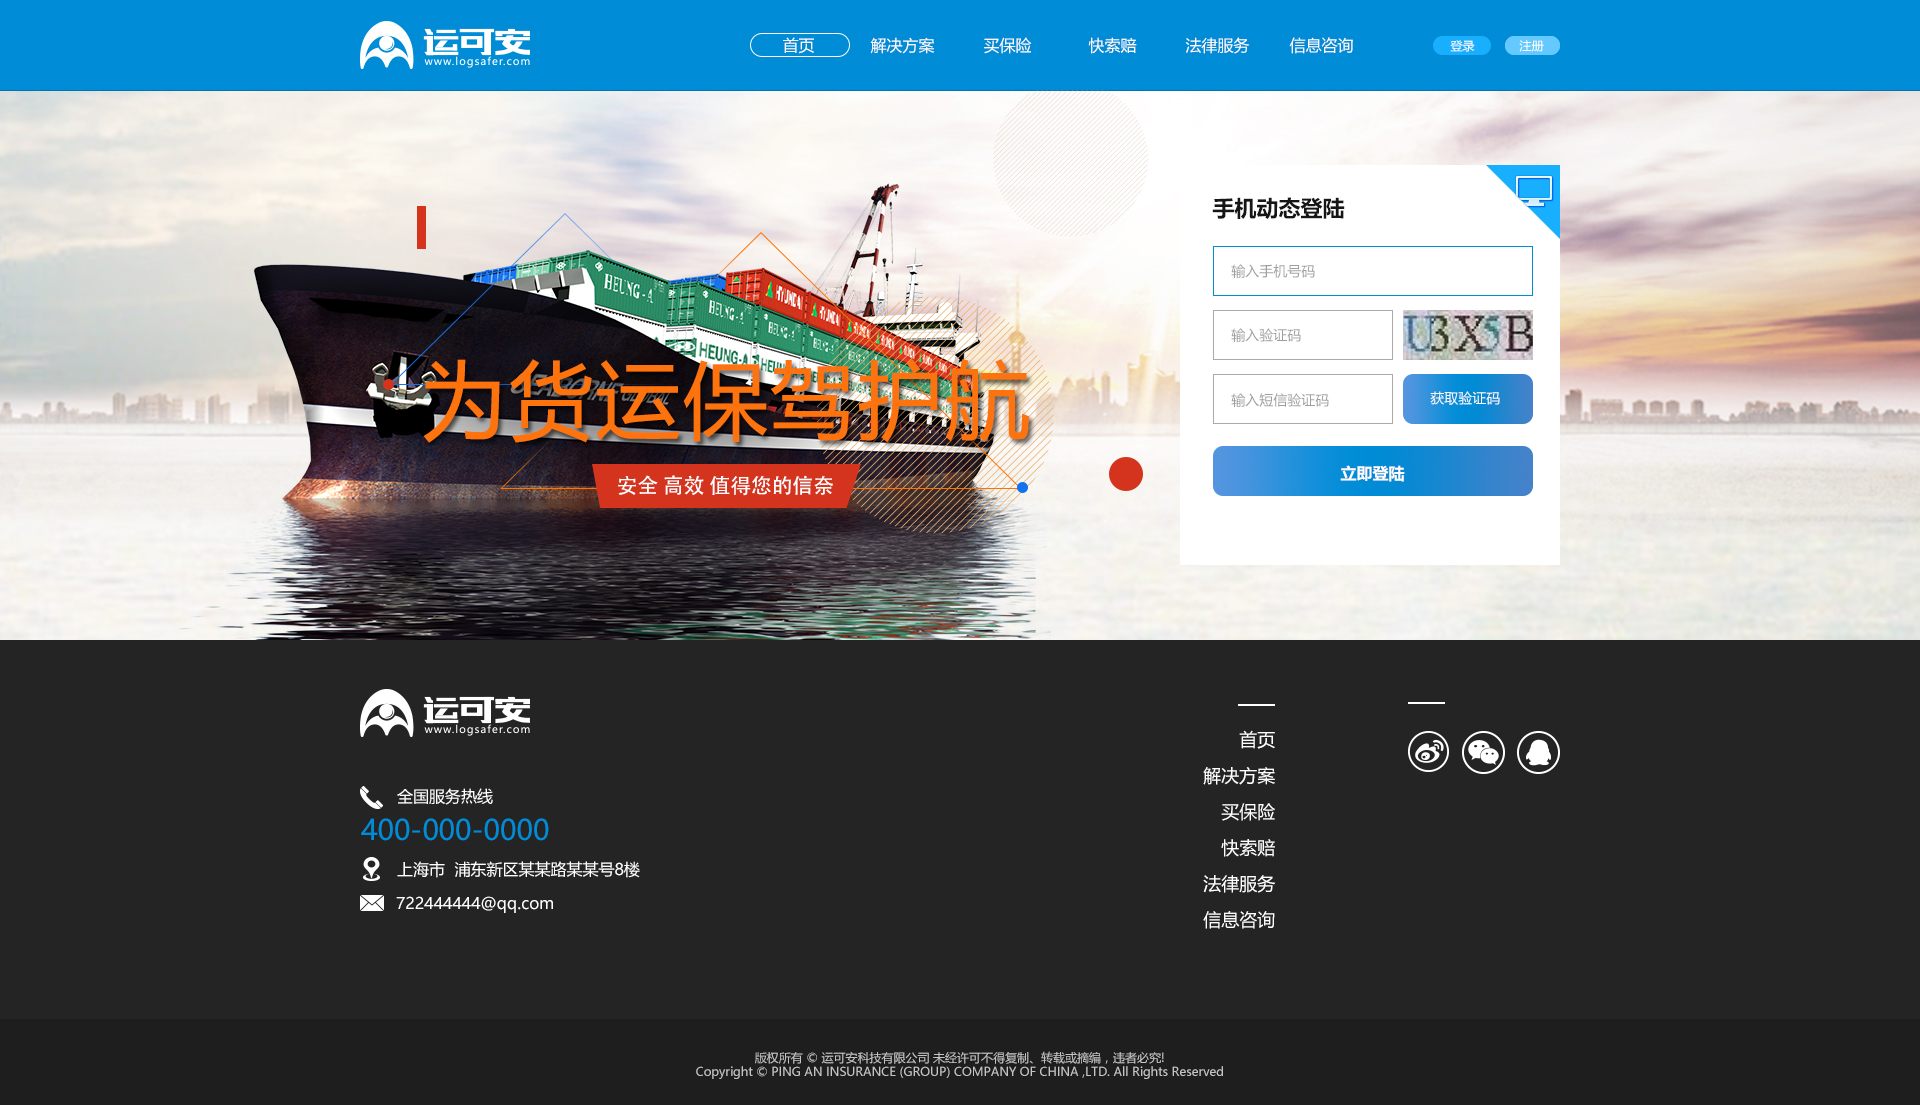 运可安
www.logsafer.com
首页 解决方案 买保险 快索赔 法律服务 信息咨询
登录 注册
手机动态登陆
输入手机号码
输入验证码
U3X5B
输入短信验证码
获取验证码
立即登陆
HEUNG-A
HEUNG-A
HEUNG-A
HYUNDAI
HEUNG-A
为货运保驾护航
安全 高效 值得您的信奈
运可安
www.logsafer.com
全国服务热线
400-000-0000
上海市 浦东新区某某路某某号8楼
722444444@qq.com
首页
解决方案
买保险
快索赔
法律服务
信息咨询
版权所有 © 运可安科技有限公司 未经许可不得复制、转载或摘编，违者必究!
Copyright © PING AN INSURANCE (GROUP) COMPANY OF CHINA ,LTD. All Rights Reserved